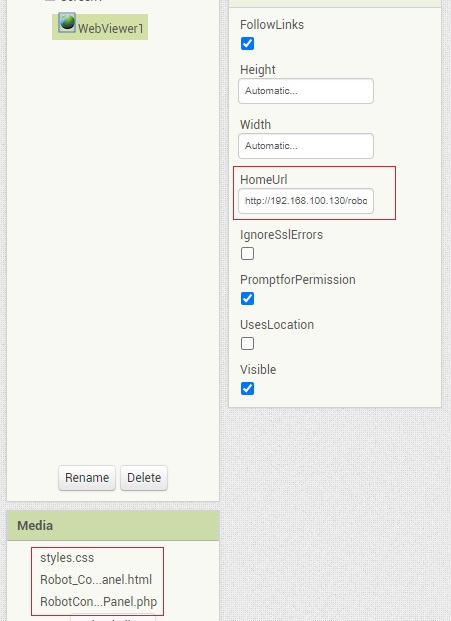 WebViewer1
Rename
Delete
Media
styles.css
Robot_Co...anel.html
RobotCon...Panel.php
FollowLinks
Height
Automatic...
Width
Automatic...
HomeUrl
http://192.168.100.130/robc
IgnoreSslErrors
PromptforPermission
UsesLocation
Visible